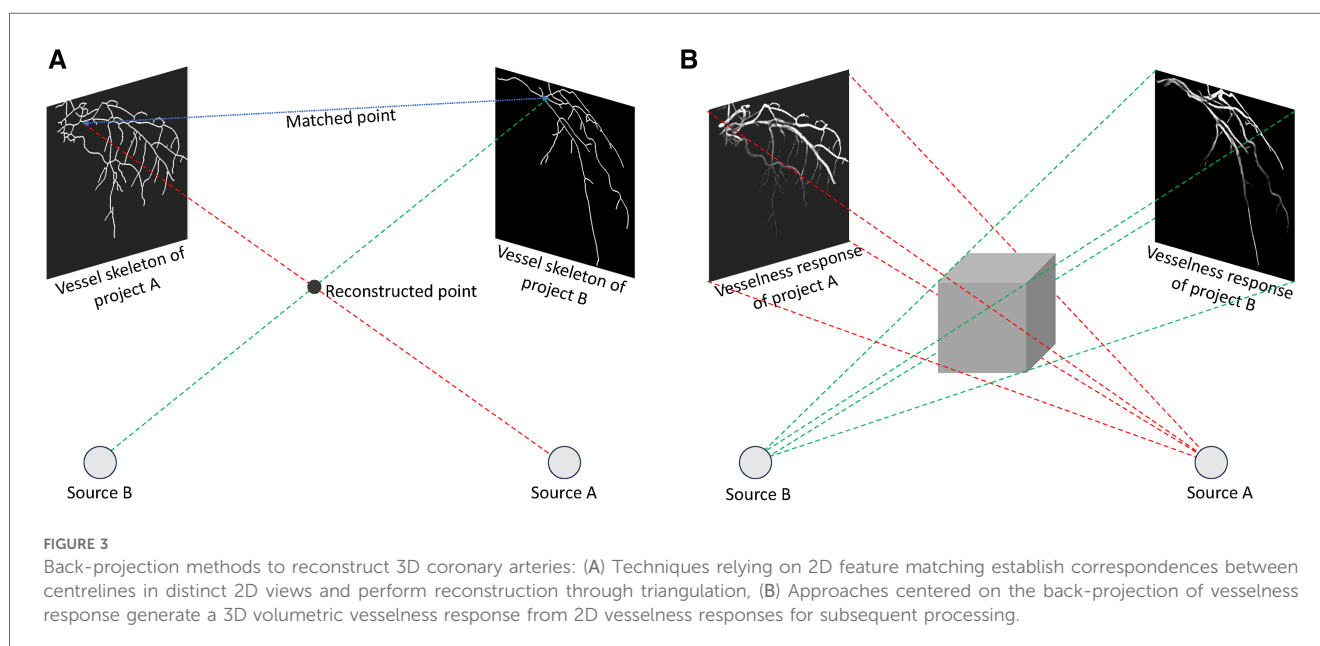 A
Matched point
Vessel skeleton of
project A
Vessel skeleton of
project B
Reconstructed point
Source B
Source A
B
Vesselness response
of project A
Vesselness response
of project B
Source B
Source A
FIGURE 3
Back-projection methods to reconstruct 3D coronary arteries: (A) Techniques relying on 2D feature matching establish correspondences between
centrelines in distinct 2D views and perform reconstruction through triangulation, (B) Approaches centered on the back-projection of vesselness
response generate a 3D volumetric vesselness response from 2D vesselness responses for subsequent processing.